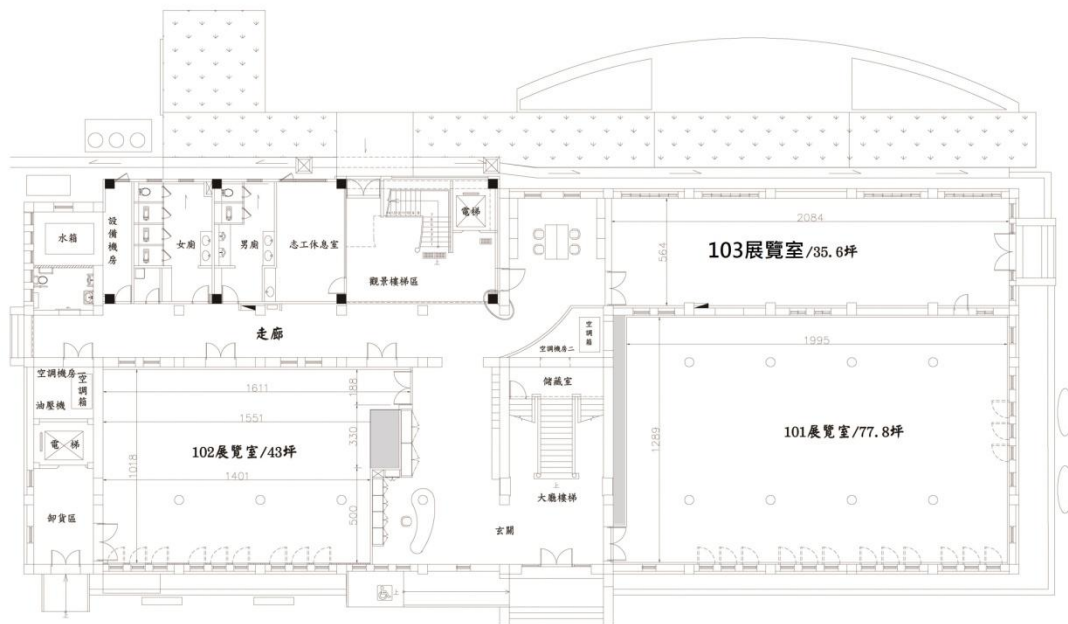 電梯
設備機房
水箱
女廁
男廁
志工休息室
觀景樓梯區
2084
564
103展覽室/35.6坪
走廊
空調箱
空調機房二
1995
空調機房一
空調箱
油壓機
1611
188
儲藏室
1551
330
電梯
102展覽室/43坪
1018
1289
101展覽室/77.8坪
1401
大廳樓梯
500
卸貨區
玄關
上
上
上